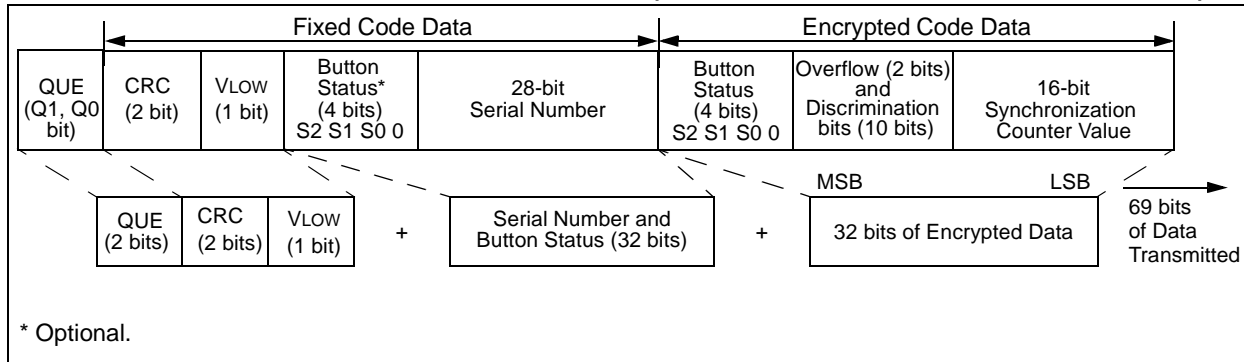 Fixed Code Data
Encrypted Code Data
QUE
(Q1, Q0
bit)
CRC
(2 bit)
VLOW
(1 bit)
Button
Status*
(4 bits)
S2 S1 S0 0
28-bit
Serial Number
Button
Status
(4 bits)
S2 S1 S0 0
Overflow (2 bits)
and
Discrimination
bits (10 bits)
16-bit
Synchronization
Counter Value
MSB
LSB
QUE
(2 bits)
CRC
(2 bits)
VLOW
(1 bit)
+
Serial Number and
Button Status (32 bits)
+
32 bits of Encrypted Data
69 bits
of Data
Transmitted
* Optional.